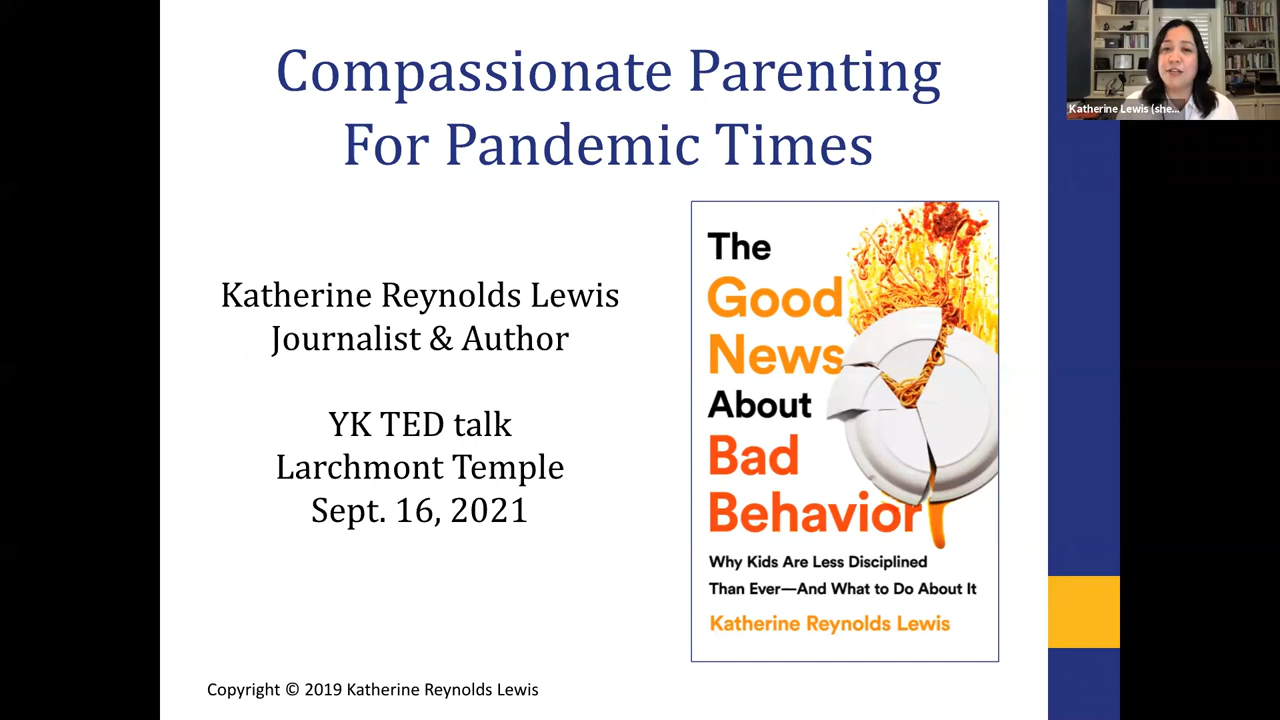 Compassionate Parenting
For Pandemic Times
Katherine Reynolds Lewis
Journalist & Author
YK TED talk
Larchmont Temple
Sept. 16, 2021
The
Good
News
About
Bad
Behavior
Why Kids Are Less Disciplined
Than Ever—And What to Do About It
Katherine Reynolds Lewis
Copyright © 2019 Katherine Reynolds Lewis
Katherine Lewis (she...